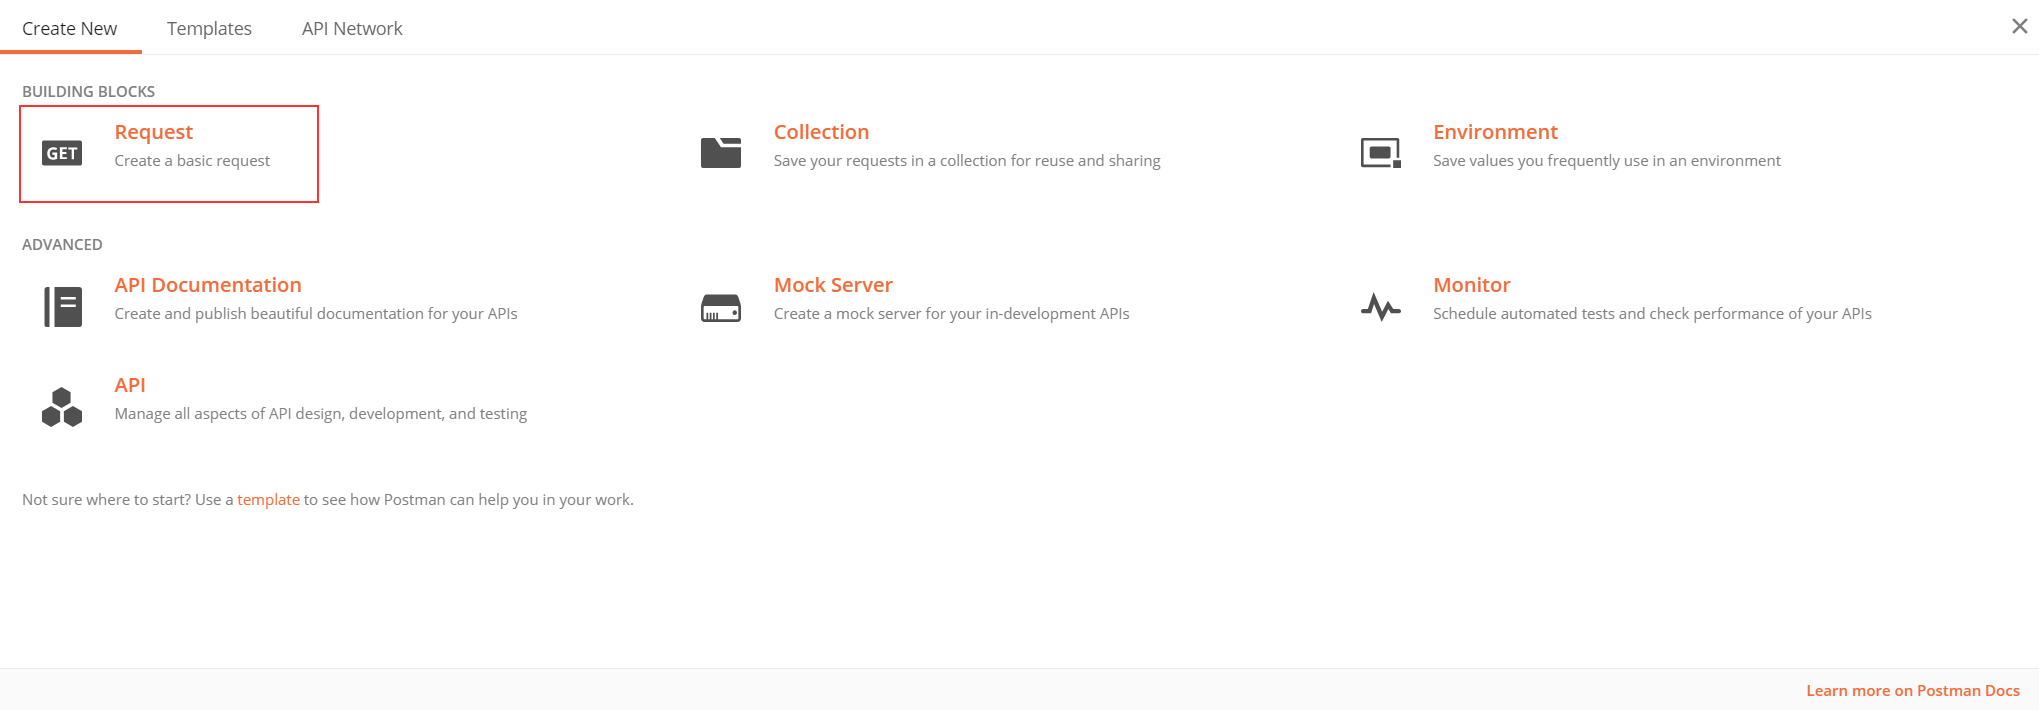 Create New Templates API Network
BUILDING BLOCKS
Request
GET
Create a basic request
Collection
Save your requests in a collection for reuse and sharing
Environment
Save values you frequently use in an environment
ADVANCED
API Documentation
Create and publish beautiful documentation for your APIs
Mock Server
Create a mock server for your in-development APIs
Monitor
Schedule automated tests and check performance of your APIs
API
Manage all aspects of API design, development, and testing
Not sure where to start? Use a template to see how Postman can help you in your work.
Learn more on Postman Docs